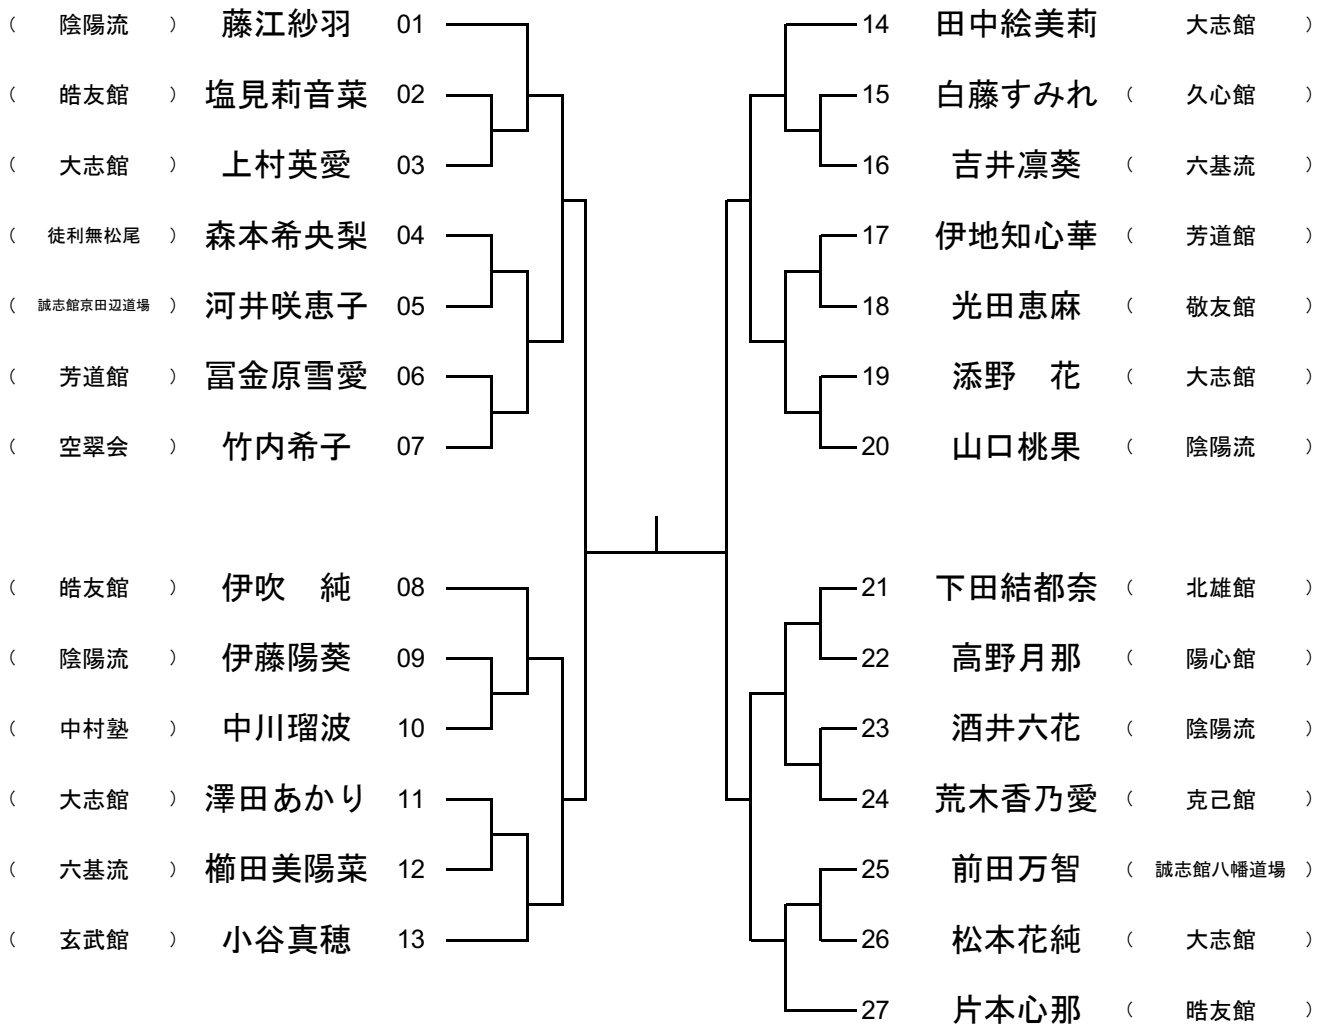 （ 陰陽流 ） 藤江紗羽 01
（ 皓友館 ） 塩見莉音菜 02
（ 大志館 ） 上村英愛 03
（ 徒利無松尾 ） 森本希央梨 04
（ 誠志館京田辺道場 ） 河井咲恵子 05
（ 芳道館 ） 冨金原雪愛 06
（ 空翠会 ） 竹内希子 07
（ 皓友館 ） 伊吹　純 08
（ 陰陽流 ） 伊藤陽葵 09
（ 中村塾 ） 中川瑠波 10
（ 大志館 ） 澤田あかり 11
（ 六基流 ） 櫛田美陽菜 12
（ 玄武館 ） 小谷真穂 13
14 田中絵美莉 大志館 ）
15 白藤すみれ （ 久心館 ）
16 吉井凛葵 （ 六基流 ）
17 伊地知心華 （ 芳道館 ）
18 光田恵麻 （ 敬友館 ）
19 添野　花 （ 大志館 ）
20 山口桃果 （ 陰陽流 ）
21 下田結都奈 （ 北雄館 ）
22 高野月那 （ 陽心館 ）
23 酒井六花 （ 陰陽流 ）
24 荒木香乃愛 （ 克己館 ）
25 前田万智 （ 誠志館八幡道場 ）
26 松本花純 （ 大志館 ）
27 片本心那 （ 晧友館 ）